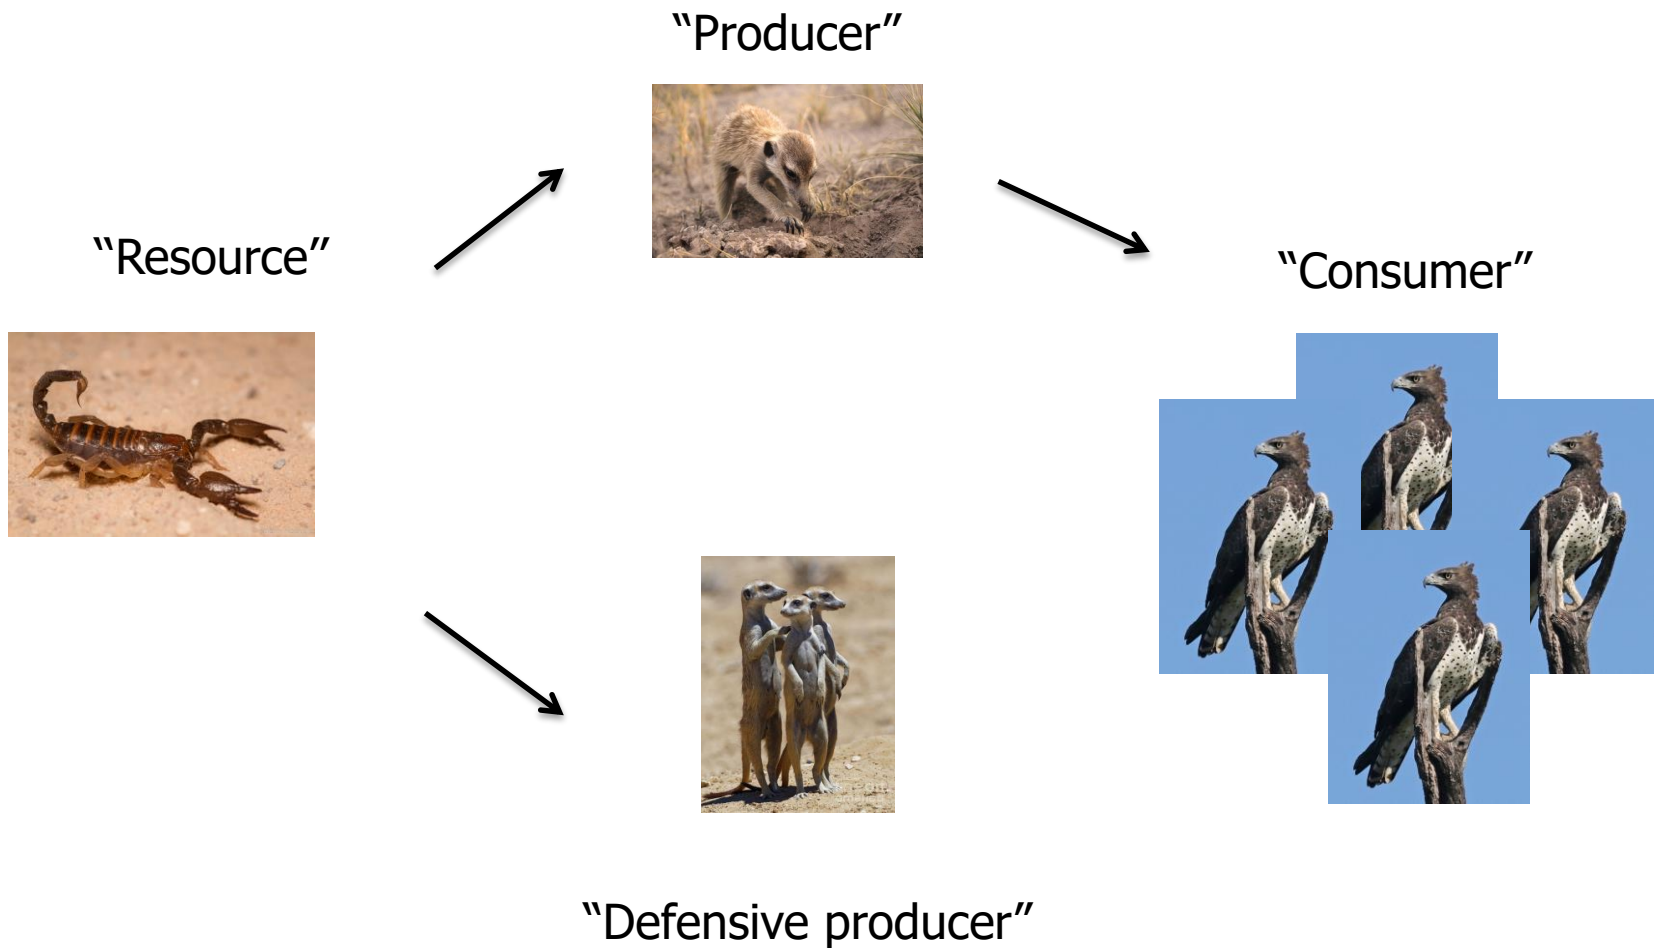 “Producer”
“Resource”
“Consumer”
“Defensive producer”